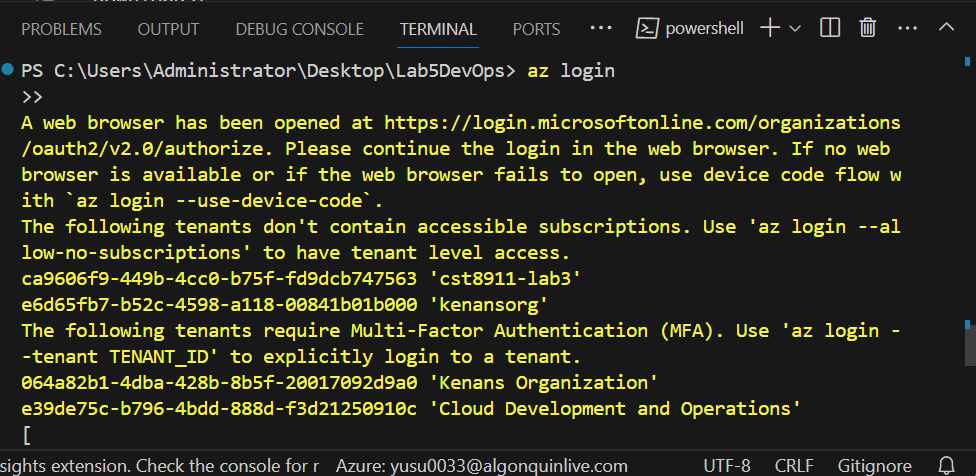 PROBLEMS OUTPUT DEBUG CONSOLE TERMINAL PORTS ··· powershell
PS C:\Users\Administrator\Desktop\Lab5DevOps> az login
>>
A web browser has been opened at https://login.microsoftonline.com/organizations
/oauth2/v2.0/authorize. Please continue the login in the web browser. If no web
browser is available or if the web browser fails to open, use device code flow w
ith `az login --use-device-code`.
The following tenants don't contain accessible subscriptions. Use 'az login --al
low-no-subscriptions' to have tenant level access.
ca9606f9-449b-4cc0-b75f-fd9dcb747563 'cst8911-lab3'
e6d65fb7-b52c-4598-a118-00841b01b000 'kenansorg'
The following tenants require Multi-Factor Authentication (MFA). Use 'az login -
-tenant TENANT_ID' to explicitly login to a tenant.
064a82b1-4dba-428b-8b5f-20017092d9a0 'Kenans Organization'
e39de75c-b796-4bdd-888d-f3d21250910c 'Cloud Development and Operations'
[
sights extension. Check the console for r Azure: yusu0033@algonquinlive.com UTF-8 CRLF Gitignore